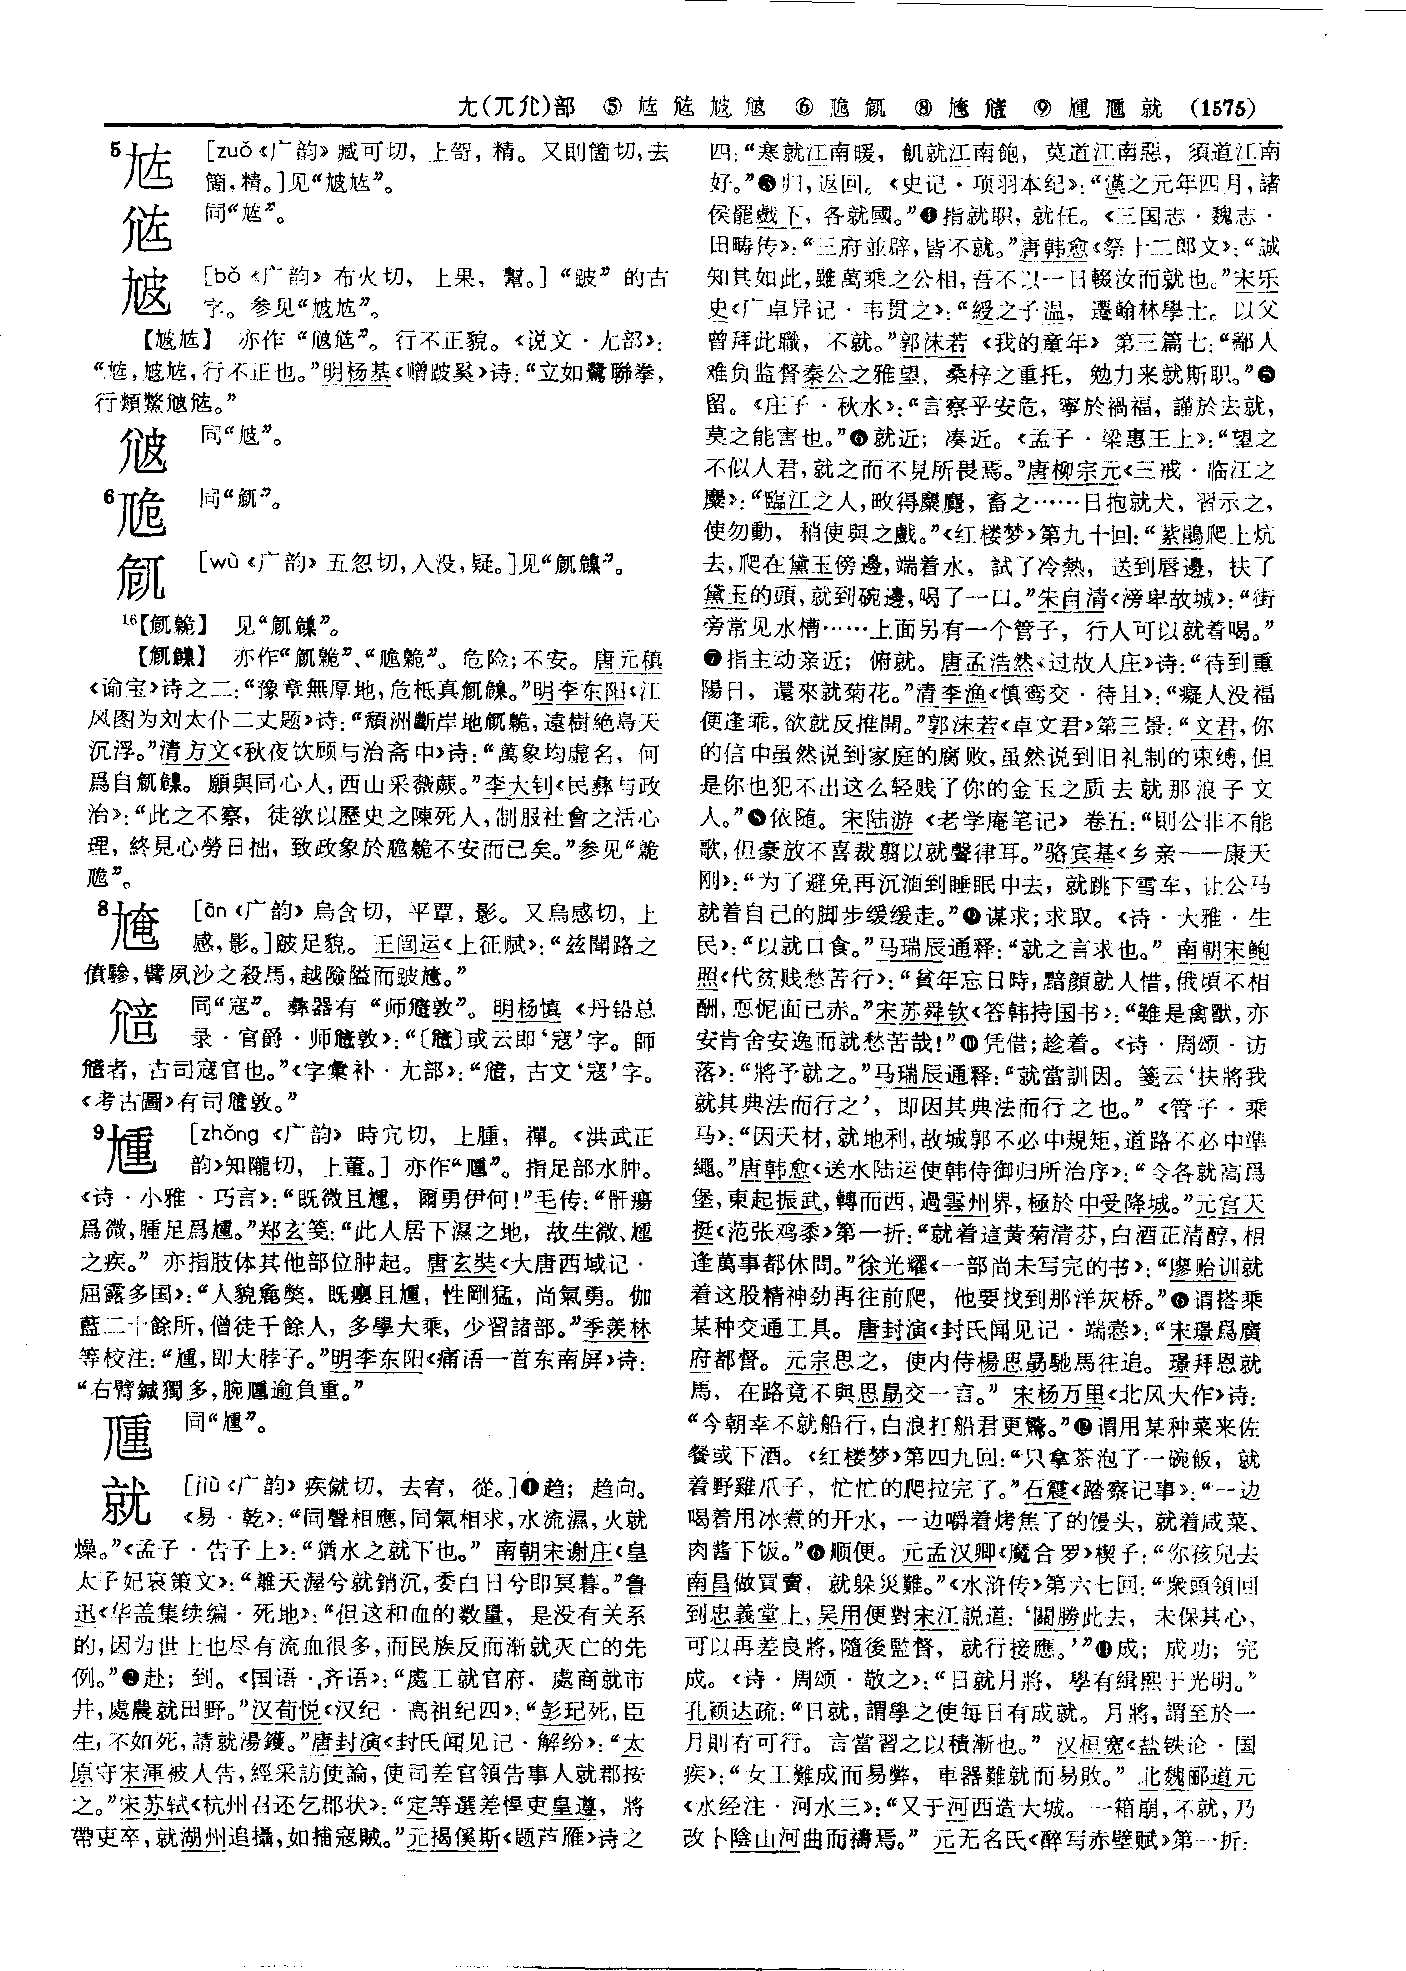 尢(兀尣)部 ⑤ 𡯨 㝾 尳 ⑥ ⑧ ⑨ 尰 就 (1575)
5 [zuǒ《广韵》臧可切，上哿，精。又則箇切，去
箇，精。]见“尳”。
同“”。
[bǒ《广韵》布火切，上果，幫。]“跛”的古
字。参见“”。
【】 亦作“”。行不正貌。《说文·尢部》：
“，，行不正也。”明杨基《赠跛奚》诗：“立如鷺聯拳，
行類鱉。”
同“”。
6 同“”。
[wù《广韵》五忽切，入没，疑。]见“”。
16【】 见“”。
【】 亦作“”、“”。危险；不安。唐元稹
《谕宝》诗之二：“豫章無厚地，危柢真。”明李东阳《江
风图为刘太仆二丈题》诗：“頹洲斷岸地，遠樹絶島天
沉浮。”清方文《秋夜饮顾与治斋中》诗：“萬象均虚名，何
爲自。願與同心人，西山采薇蕨。”李大钊《民彝与政
治》：“此之不察，徒欲以歷史之陳死人，制服社會之活心
理，終見心勞日拙，致政象於不安而已矣。”参见“
”。
8 [ān《广韵》烏含切，平覃，影。又烏感切，上
感，影。]跛足貌。王闿运《上征赋》：“兹聞路之
僨驂，臂夙沙之殺馬，越險隘而跛。”
同“寇”。彝器有“师敦”。明杨慎《丹铅总
录·官爵·师敦》：“〔〕或云即‘寇’字。師
者，古司寇官也。”《字彙补·尢部》：“，古文‘寇’字。
《考古圖》有司敦。”
9尰 [zhǒng《广韵》時宂切，上腫，禪。《洪武正
韵》知隴切，上董。]亦作“”。指足部水肿。
《诗·小雅·巧言》：“既微且尰，爾勇伊何！”毛传：“骭瘍
爲微，腫足爲尰。”郑玄笺：“此人居下濕之地，故生微、尰
之疾。”亦指肢体其他部位肿起。唐玄奘《大唐西域记·
屈露多国》：“人貌麁獘，既癭且尰，性剛猛，尚氣勇。伽
藍二十餘所，僧徒千餘人，多學大乘，少習諸部。”季羡林
等校注：“尰，即大脖子。”明李东阳《痛语一首东南屏》诗：
“右臂鍼獨多，腕逾負重。”
同“尰”。
就 [jiù《广韵》疾僦切，去宥，從。]❶趋；趋向。
《易·乾》：“同聲相應，同氣相求，水流濕，火就
燥。”《孟子·告子上》：“猶水之就下也。”南朝宋谢庄《皇
太子妃哀策文》：“離天渥兮就銷沉，委白日兮即冥暮。”鲁
迅《华盖集续编·死地》：“但这和血的数量，是没有关系
的，因为世上也尽有流血很多，而民族反而渐就灭亡的先
例。”❷赴；到。《国语·齐语》：“處工就官府，處商就市
井，處農就田野。”汉荀悦《汉纪·高祖纪四》：“彭玘死，臣
生，不如死，請就湯鑊。”唐封演《封氏闻见记·解纷》：“太
原守宋渾被人告，經采訪使論，使司差官領告事人就郡按
之。”宋苏轼《杭州召还乞郡状》：“定等選差悍吏皇遵，將
帶吏卒，就湖州追攝，如捕寇賊。”元揭傒斯《题芦雁》诗之
四：“寒就江南暖，飢就江南飽，莫道江南惡，須道江南
好。”❸归，返回。《史记·项羽本纪》：“漢之元年四月，諸
侯罷戲下，各就國。”❹指就职，就任。《三国志·魏志·
田畴传》：“三府並辟，皆不就。”唐韩愈《祭十二郎文》：“誠
知其如此，雖萬乘之公相，吾不以一日輟汝而就也。”宋乐
史《广卓异记·韦贯之》：“綬之子温，遷翰林學士。以父
曾拜此職，不就。”郭沫若《我的童年》第三篇七：“鄙人
难负监督秦公之雅望，桑梓之重托，勉力来就斯职。”❺
留。《庄子·秋水》：“言察乎安危，寧於禍福，謹於去就，
莫之能害也。”❻就近；凑近。《孟子·梁惠王上》：“望之
不似人君，就之而不見所畏焉。”唐柳宗元《三戒·临江之
麋》：“臨江之人，畋得麋麑，畜之……日抱就犬，習示之，
使勿動，稍使與之戲。”《红楼梦》第九十回：“紫鵑爬上炕
去，爬在黛玉傍邊，端着水，試了冷熱，送到唇邊，扶了
黛玉的頭，就到碗邊，喝了一口。”朱自清《滂卑故城》：“街
旁常见水槽……上面另有一个管子，行人可以就着喝。”
❼指主动亲近；俯就。唐孟浩然《过故人庄》诗：“待到重
陽日，還來就菊花。”清李渔《慎鸾交·待旦》：“癡人没福
便逢乖，欲就反推開。”郭沫若《卓文君》第三景：“文君，你
的信中虽然说到家庭的腐败，虽然说到旧礼制的束缚，但
是你也犯不出这么轻贱了你的金玉之质去就那浪子文
人。”❽依随。宋陆游《老学庵笔记》卷五：“則公非不能
歌，但豪放不喜裁翦以就聲律耳。”骆宾基《乡亲——康天
刚》：“为了避免再沉湎到睡眠中去，就跳下雪车，让公马
就着自己的脚步缓缓走。”❾谋求；求取。《诗·大雅·生
民》：“以就口食。”马瑞辰通释：“就之言求也。”南朝宋鲍
照《代贫贱愁苦行》：“貧年忘日時，黯顔就人惜，俄頃不相
酬，恧怩面已赤。”宋苏舜钦《答韩持国书》：“雖是禽獸，亦
安肯舍安逸而就愁苦哉！”❿凭借；趁着。《诗·周颂·访
落》：“將予就之。”马瑞辰通释：“就當訓因。箋云‘扶將我
就其典法而行之’，即因其典法而行之也。”《管子·乘
马》：“因天材，就地利，故城郭不必中規矩，道路不必中準
繩。”唐韩愈《送水陆运使韩侍御归所治序》：“令各就高爲
堡，東起振武，轉而西，過雲州界，極於中受降城。”元宫天
挺《范张鸡黍》第一折：“就着這黄菊清芬，白酒正清醇，相
逢萬事都休問。”徐光耀《一部尚未写完的书》：“廖贻训就
着这股精神劲再往前爬，他要找到那洋灰桥。”⓫谓搭乘
某种交通工具。唐封演《封氏闻见记·端悫》：“宋璟爲廣
府都督。元宗思之，使内侍楊思勗馳馬往追。璟拜恩就
馬，在路竟不與思勗交一言。”宋杨万里《北风大作》诗：
“今朝幸不就船行，白浪打船君更驚。”⓬谓用某种菜来佐
餐或下酒。《红楼梦》第四九回：“只拿茶泡了一碗飯，就
着野雞爪子，忙忙的爬拉完了。”石霆《踏察记事》：“一边
喝着用冰煮的开水，一边嚼着烤焦了的馒头，就着咸菜、
肉酱下饭。”⓭顺便。元孟汉卿《魔合罗》楔子：“你孩兒去
南昌做買賣，就躲災難。”《水浒传》第六七回：“衆頭領回
到忠義堂上，吴用便對宋江説道：‘關勝此去，未保其心，
可以再差良將，隨後監督，就行接應。’”⓮成；成功；完
成。《诗·周颂·敬之》：“日就月將，學有緝熙于光明。”
孔颖达疏：“日就，謂學之使每日有成就。月將，謂至於一
月則有可行。言當習之以積漸也。”汉桓宽《盐铁论·国
疾》：“女工難成而易弊，車器難就而易敗。”北魏郦道元
《水经注·河水三》：“又于河西造大城。一箱崩，不就，乃
改卜陰山河曲而禱焉。”元无名氏《醉写赤壁赋》第一折：